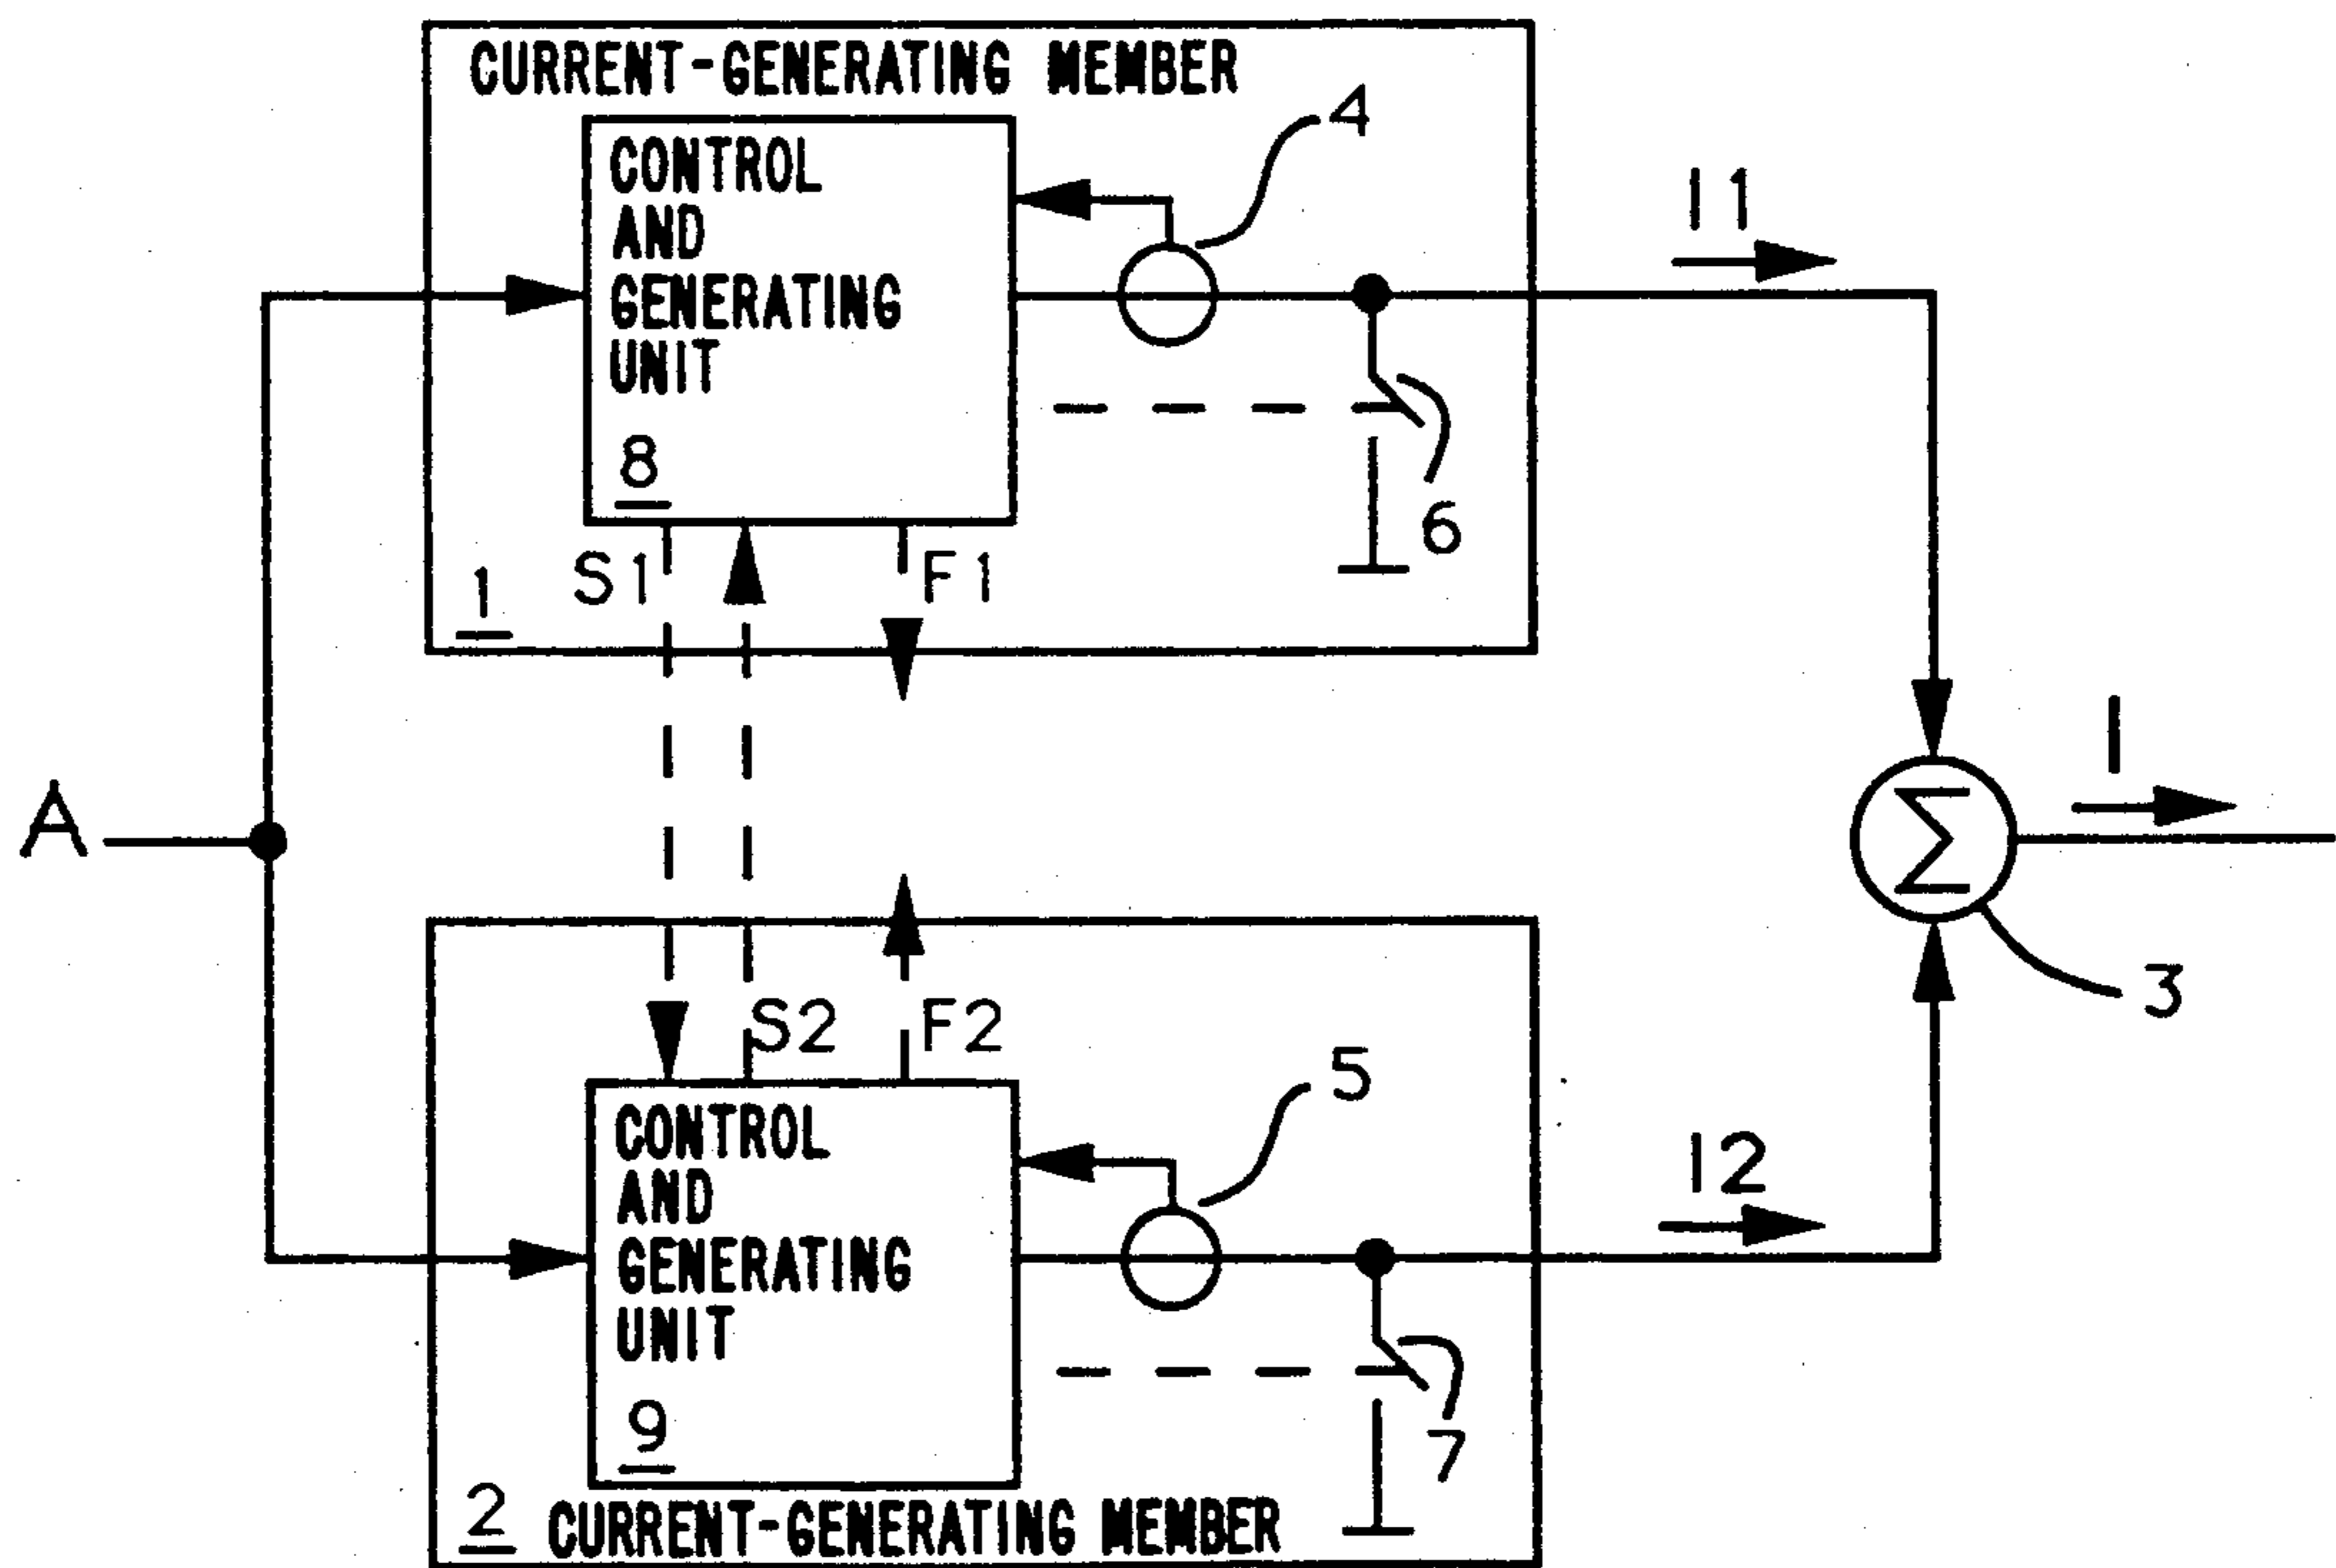 CURRENT-GENERATING MEMBER
4
CONTROL
AND
GENERATING
UNIT
8
I1
6
S1
F1
1
I
A
Σ
3
S2
F2
5
CONTROL
AND
GENERATING
UNIT
9
I2
7
2
CURRENT-GENERATING MEMBER